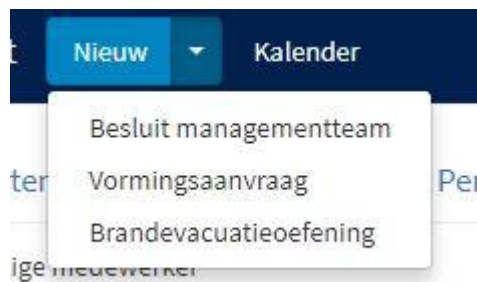 Nieuw Kalender
Besluit managementteam
Vormingsaanvraag
Brandevacuatieoefening